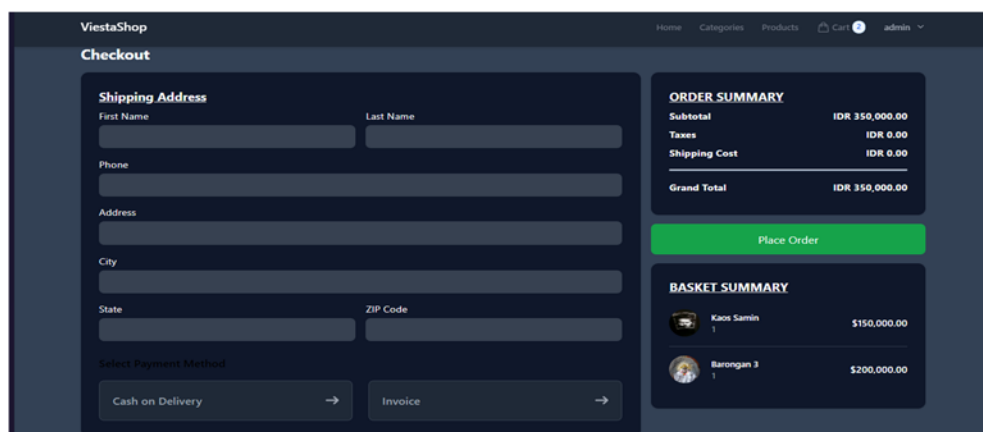 ViestaShop
Home Categories Products Cart 2 admin
Checkout
Shipping Address
First Name Last Name
Phone
Address
City
State ZIP Code
Select Payment Method
Cash on Delivery → Invoice →
ORDER SUMMARY
Subtotal IDR 350,000.00
Taxes IDR 0.00
Shipping Cost IDR 0.00
Grand Total IDR 350,000.00
Place Order
BASKET SUMMARY
Kaos Samin
1
$150,000.00
Barongan 3
1
$200,000.00